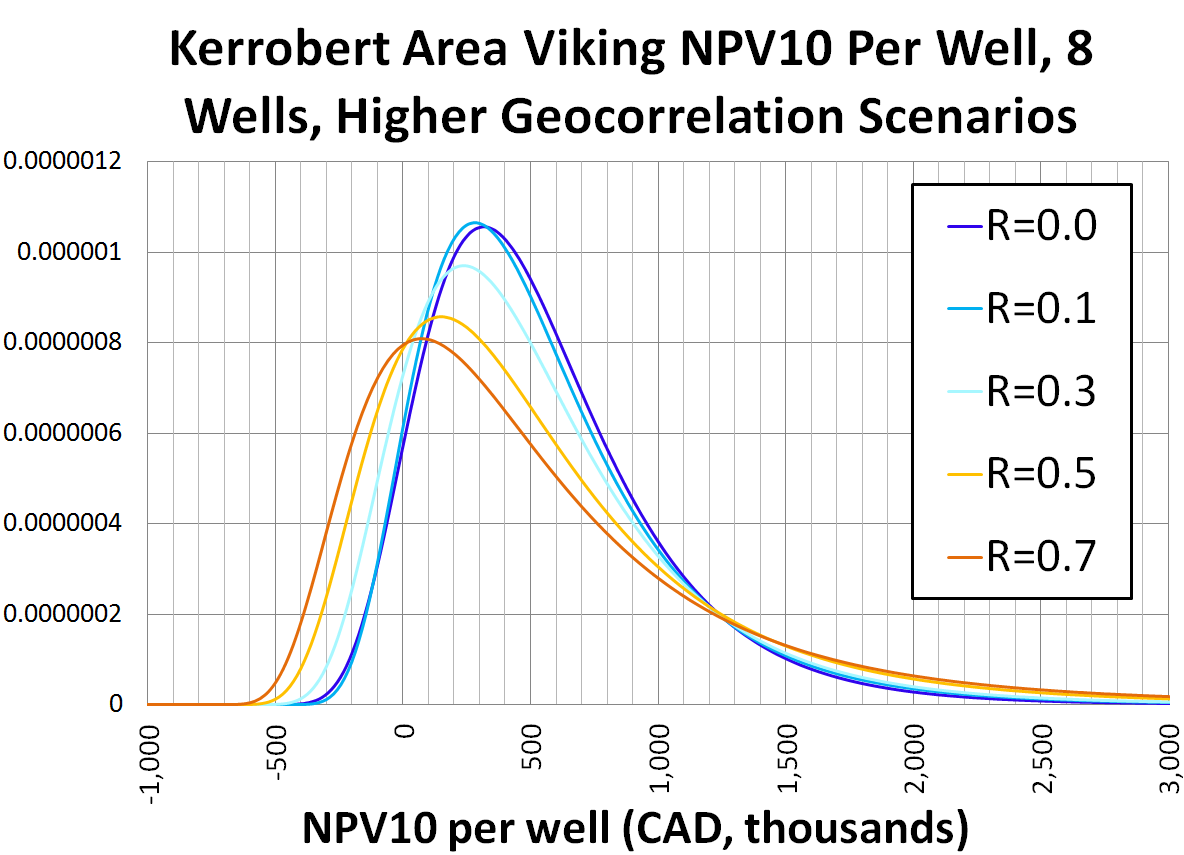 Kerrobert Area Viking NPV10 Per Well, 8
Wells, Higher Geocorrelation Scenarios
0.0000012
0.000001
0.0000008
0.0000006
0.0000004
0.0000002
0
R=0.0
R=0.1
R=0.3
R=0.5
R=0.7
-1,000
-500
0
500
1,000
1,500
2,000
2,500
3,000
NPV10 per well (CAD, thousands)